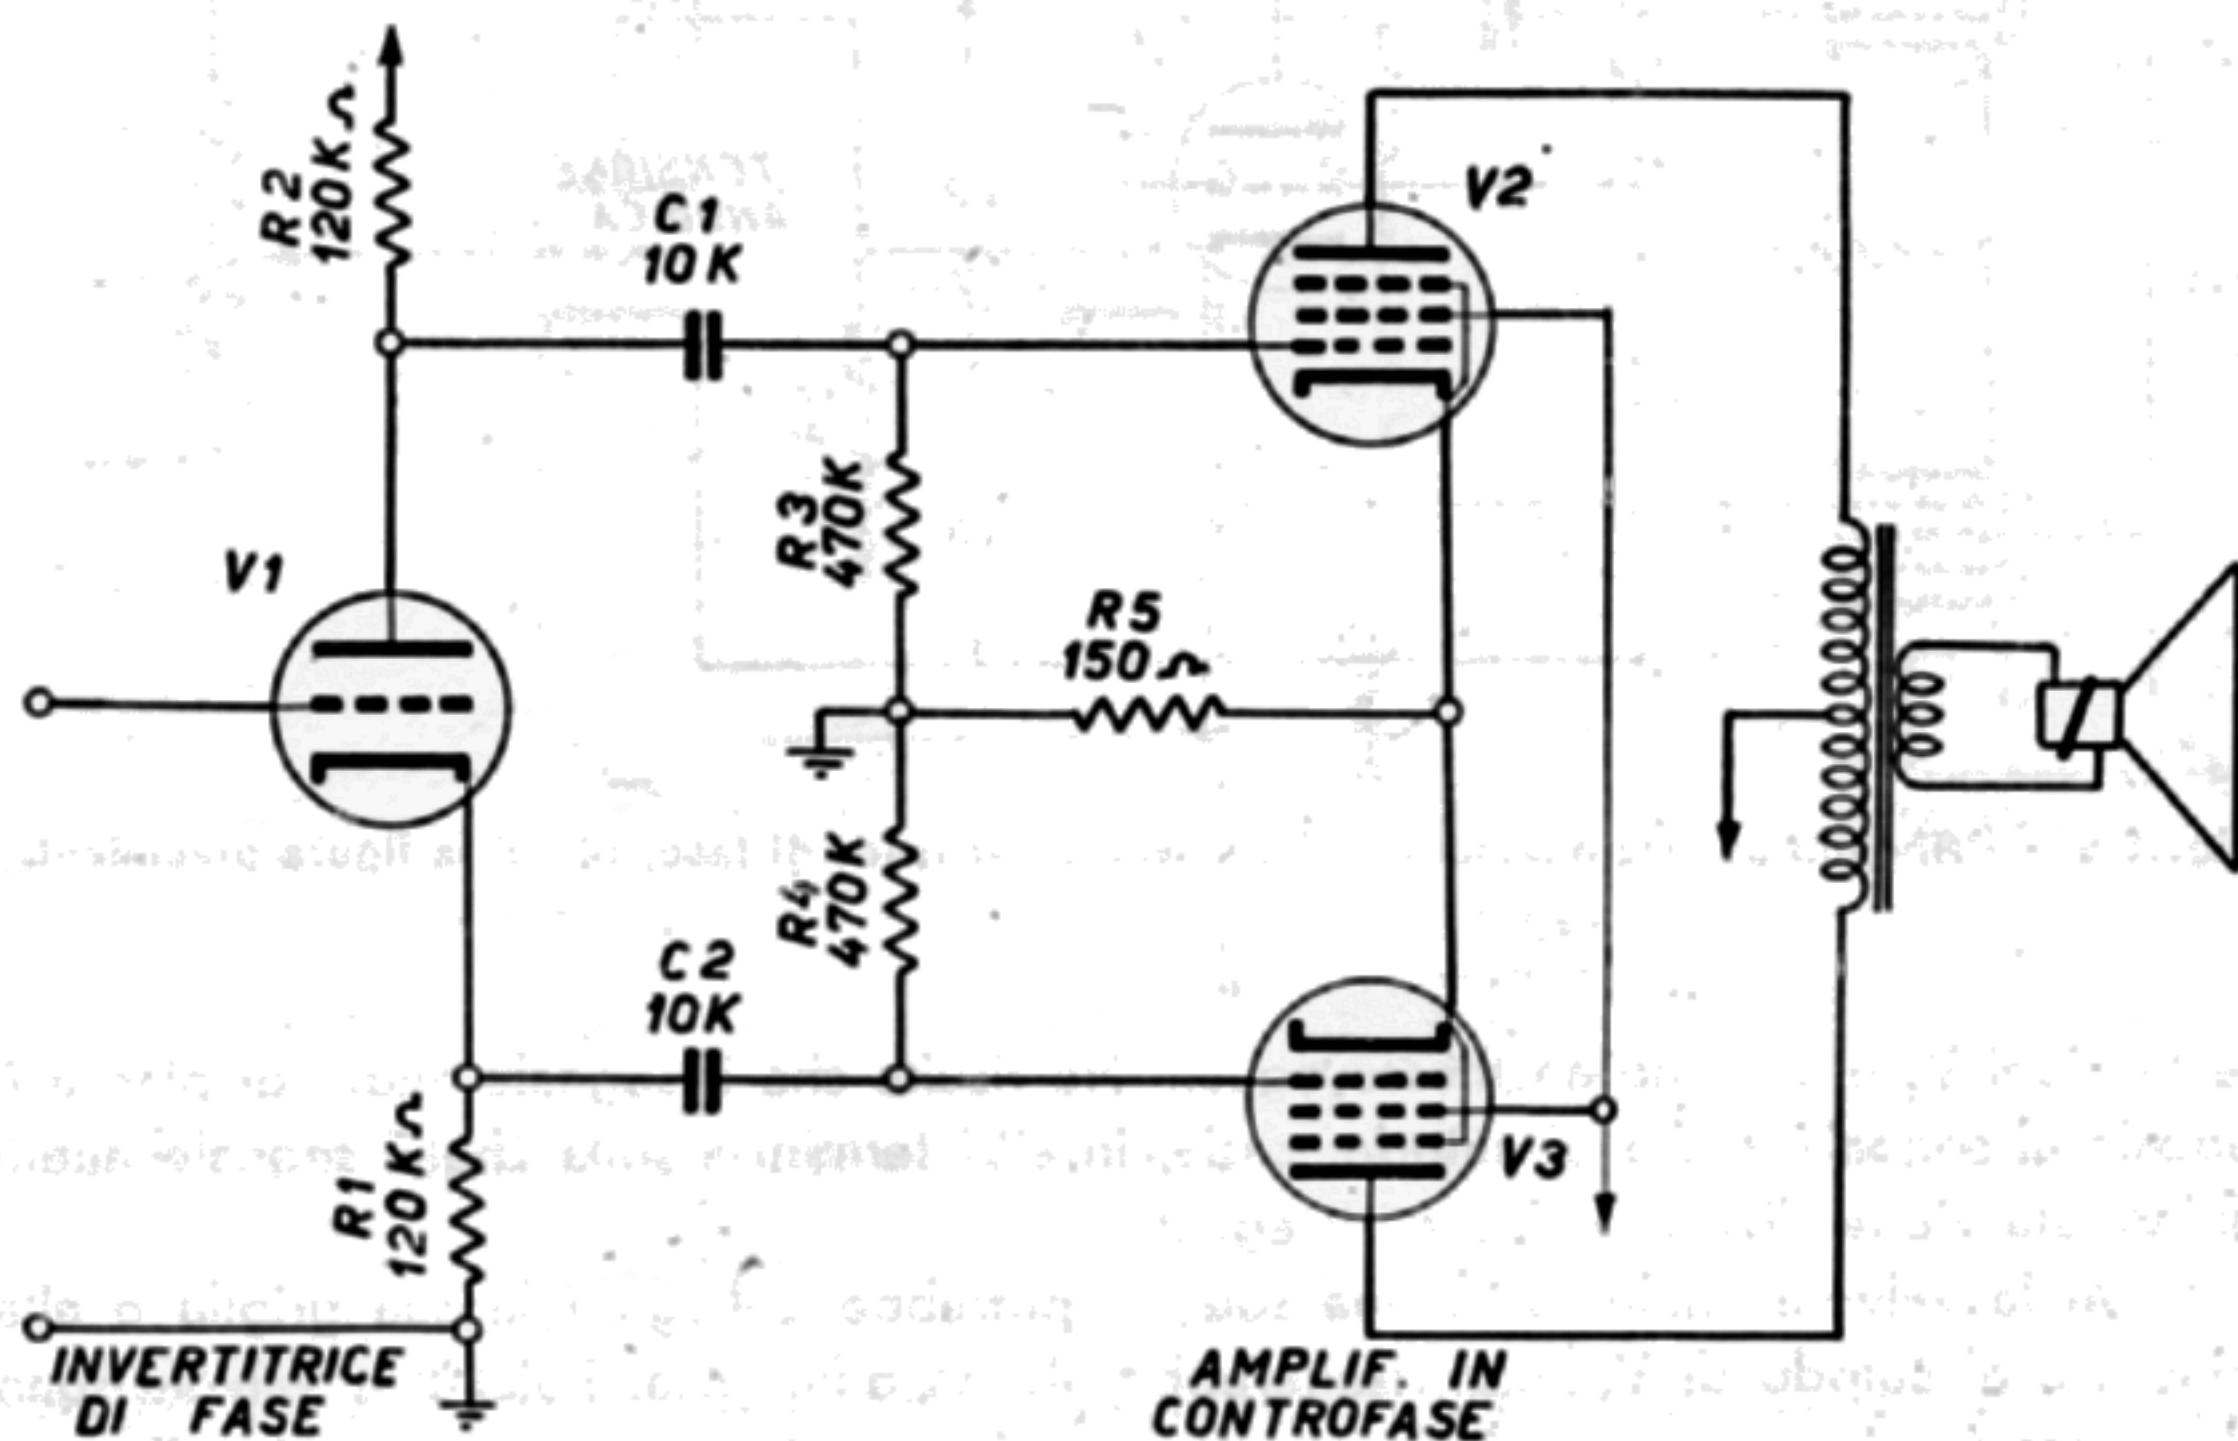 R2
120KΩ
C1
10K
V2
V1
R3
470K
R5
150Ω
R4
470K
C2
10K
V3
R1
120KΩ
INVERTITRICE
DI FASE
AMPLIF. IN
CONTROFASE